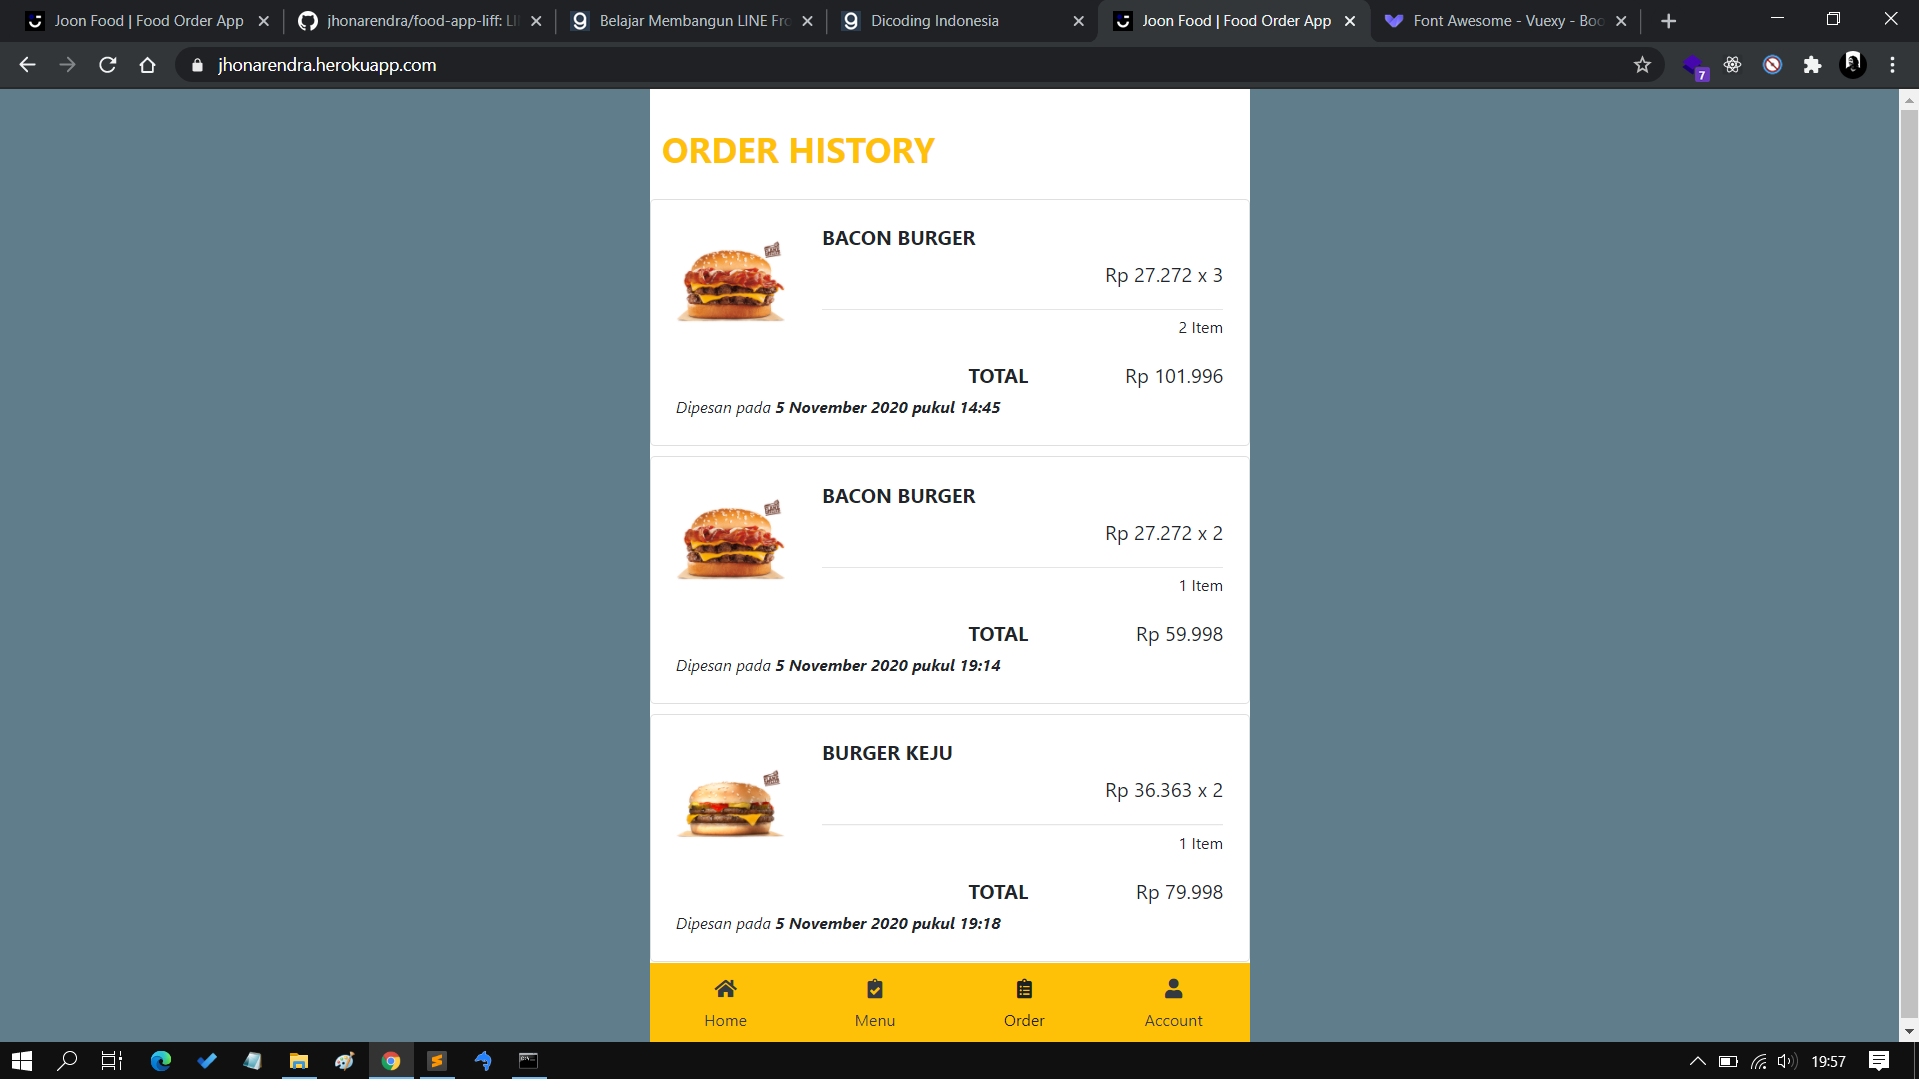 Joon Food | Food Order App
jhonarendra/food-app-liff: LI
Belajar Membangun LINE Fro
Dicoding Indonesia
Joon Food | Food Order App
Font Awesome - Vuexy - Boo
jhonarendra.herokuapp.com
7
ORDER HISTORY
BACON BURGER
Rp 27.272 x 3
2 Item
TOTAL Rp 101.996
Dipesan pada 5 November 2020 pukul 14:45
BACON BURGER
Rp 27.272 x 2
1 Item
TOTAL Rp 59.998
Dipesan pada 5 November 2020 pukul 19:14
BURGER KEJU
Rp 36.363 x 2
1 Item
TOTAL Rp 79.998
Dipesan pada 5 November 2020 pukul 19:18
Home Menu Order Account
19:57